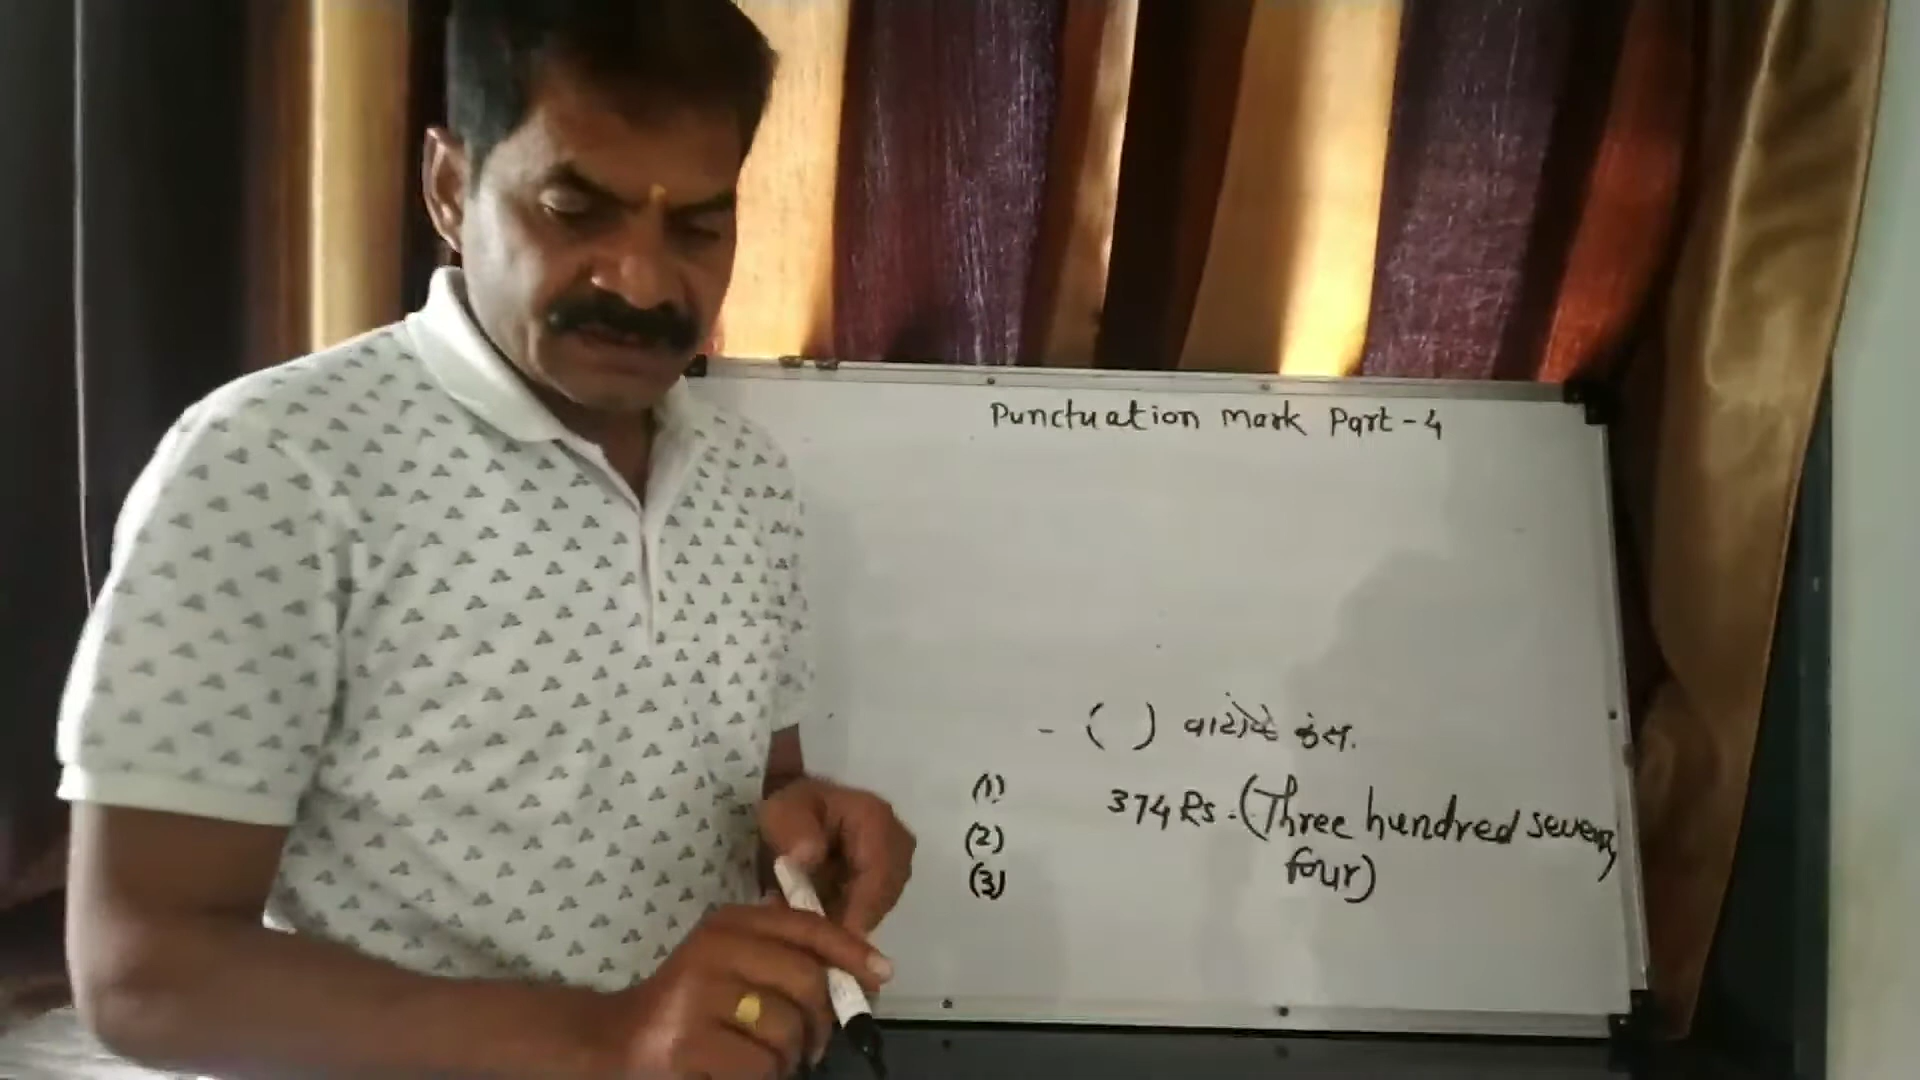 Punctuation mark Part-4
- ( ) वाटोळे कंस.
(1) 374 Rs. (Three hundred seventy
(2) four)
(3)